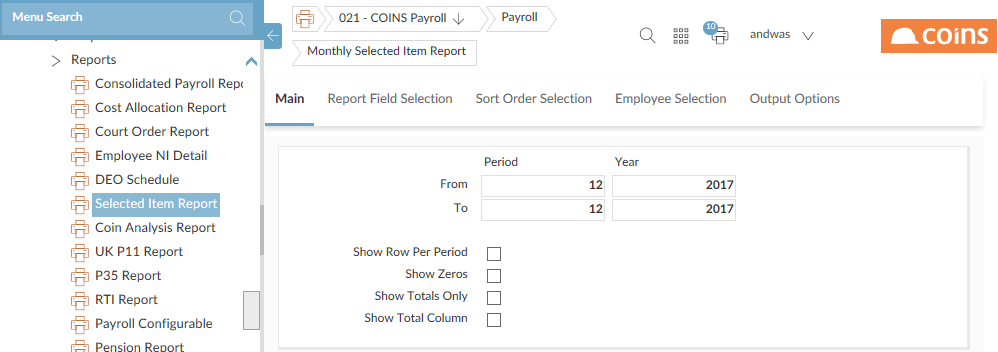 Menu Search
Reports
Consolidated Payroll Repo
Cost Allocation Report
Court Order Report
Employee NI Detail
DEO Schedule
Selected Item Report
Coin Analysis Report
UK P11 Report
P35 Report
RTI Report
Payroll Configurable
Pension Report
021 - COINS Payroll
Payroll
Monthly Selected Item Report
10
andwas
coins
Main Report Field Selection Sort Order Selection Employee Selection Output Options
Period Year
From 12 2017
To 12 2017
Show Row Per Period
Show Zeros
Show Totals Only
Show Total Column